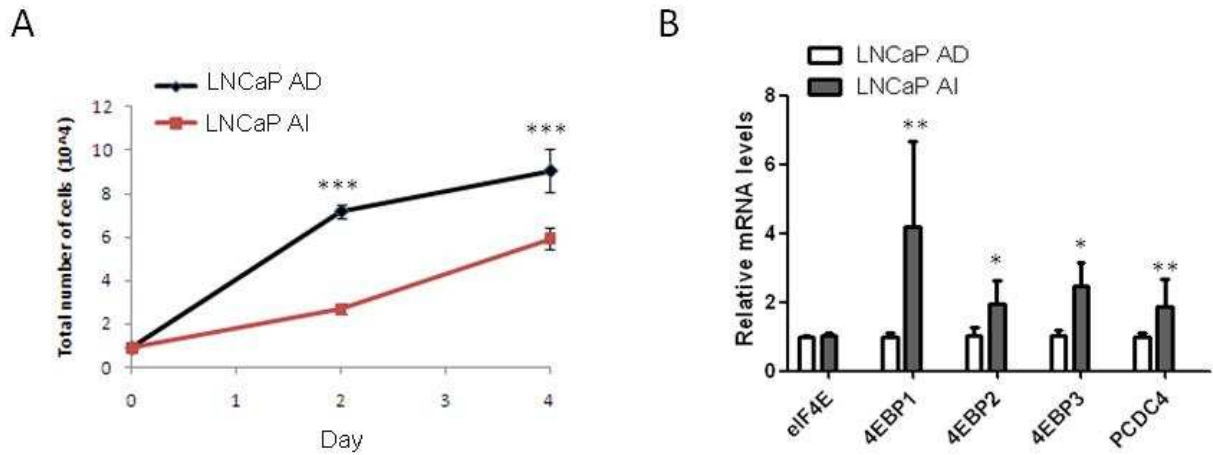 A
LNCaP AD
LNCaP AI
Total number of cells (10^4)
12
10
8
6
4
2
0
***
***
0 1 2 3 4
Day
B
LNCaP AD
LNCaP AI
Relative mRNA levels
8
6
4
2
0
**
*
*
**
eIF4E
4EBP1
4EBP2
4EBP3
PCDC4